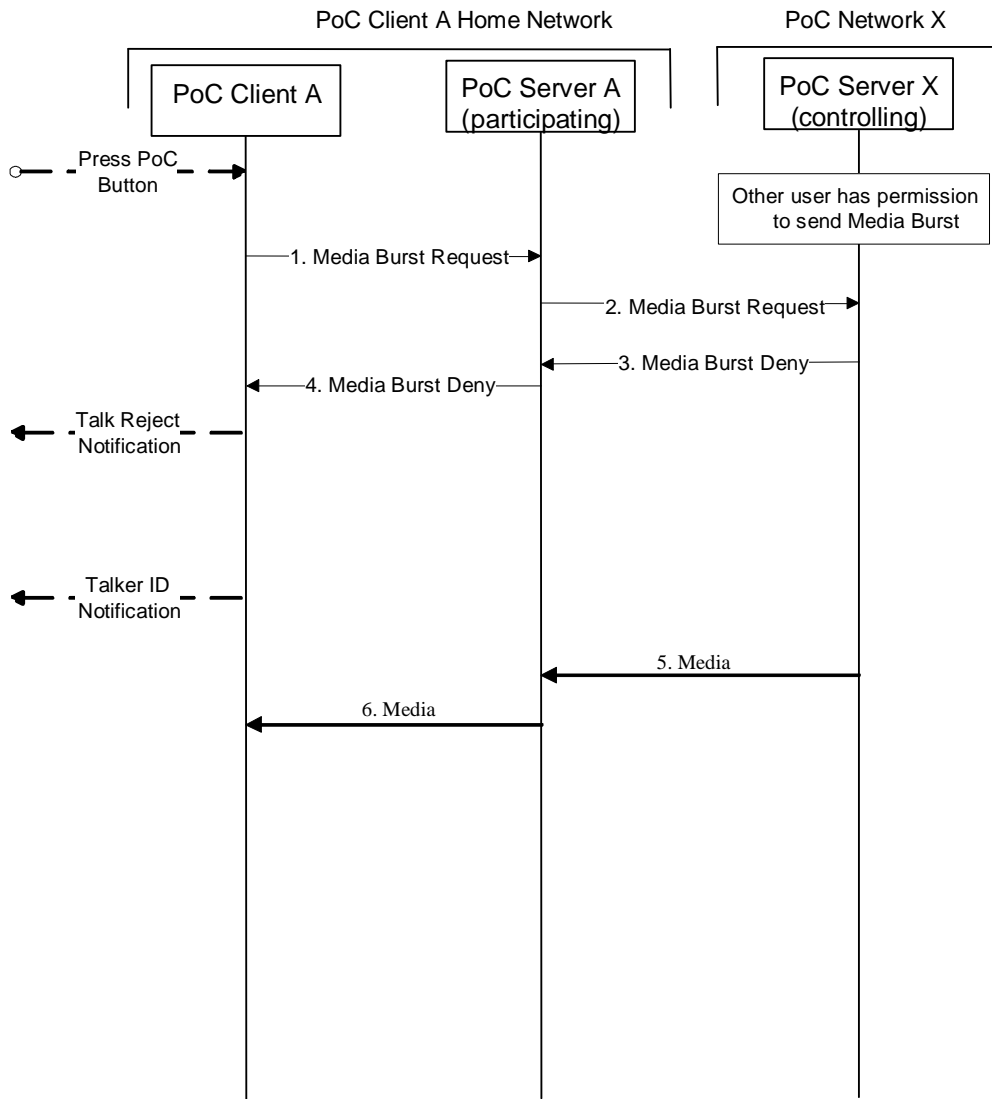 PoC Client A Home Network
PoC Network X
PoC Client A
PoC Server A
(participating)
PoC Server X
(controlling)
Press PoC
Button
Other user has permission
to send Media Burst
1. Media Burst Request
2. Media Burst Request
3. Media Burst Deny
4. Media Burst Deny
Talk Reject
Notification
Talker ID
Notification
5. Media
6. Media